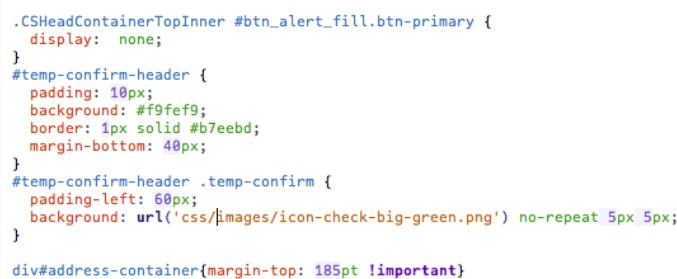 .CSHeadContainerTopInner #btn_alert_fill.btn-primary {
  display:  none;
}
#temp-confirm-header {
  padding: 10px;
  background: #f9fef9;
  border: 1px solid #b7eebd;
  margin-bottom: 40px;
}
#temp-confirm-header .temp-confirm {
  padding-left: 60px;
  background: url('css/images/icon-check-big-green.png') no-repeat 5px 5px;
}
div#address-container{margin-top: 185pt !important}